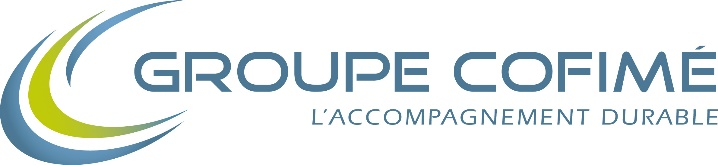 GROUPE COFIMÉ
L'ACCOMPAGNEMENT DURABLE